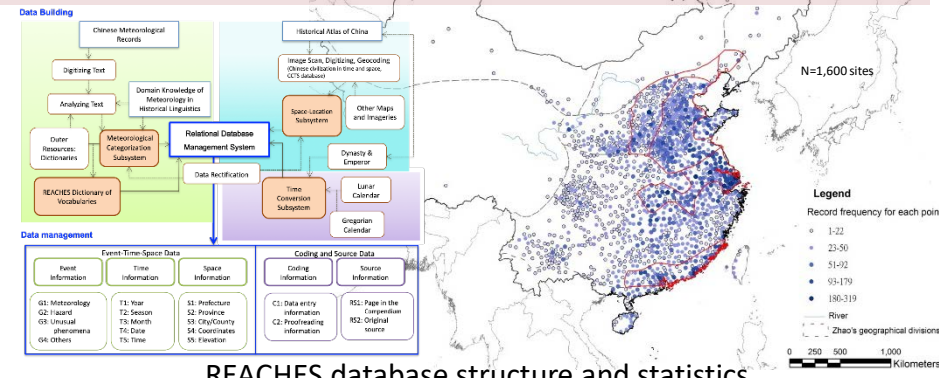 Data Building
Chinese Meteorological
Records
Digitizing Text
Analyzing Text
Domain Knowledge of
Meteorology in
Historical Linguistics
Outer
Resources:
Dictionaries
Meteorological
Categorization
Subsystem
REACHES Dictionary of
Vocabularies
Relational Database
Management System
Data Rectification
Historical Atlas of China
Image Scan, Digitizing, Geocoding
(Chinese civilization in time and space,
CCTS database)
Space-Location
Subsystem
Other Maps
and Imageries
Dynasty &
Emperor
Time
Conversion
Subsystem
Lunar
Calendar
Gregorian
Calendar
Data management
Event-Time-Space Data
Event
Information
Time
Information
Space
Information
G1: Meteorology
G2: Hazard
G3: Unusual
phenomena
G4: Others
T1: Year
T2: Season
T3: Month
T4: Date
T5: Time
S1: Prefecture
S2: Province
S3: City/County
S4: Coordinates
S5: Elevation
Coding and Source Data
Coding
Information
Source
Information
C1: Data entry
information
C2: Proofreading
information
RS1: Page in the
Compendium
RS2: Original
source
N=1,600 sites
Legend
Record frequency for each poin
1-22
23-50
51-92
93-179
180-319
River
Zhao's geographical divisions
0 250 500 1,000
Kilometers
REACHES database structure and statistics